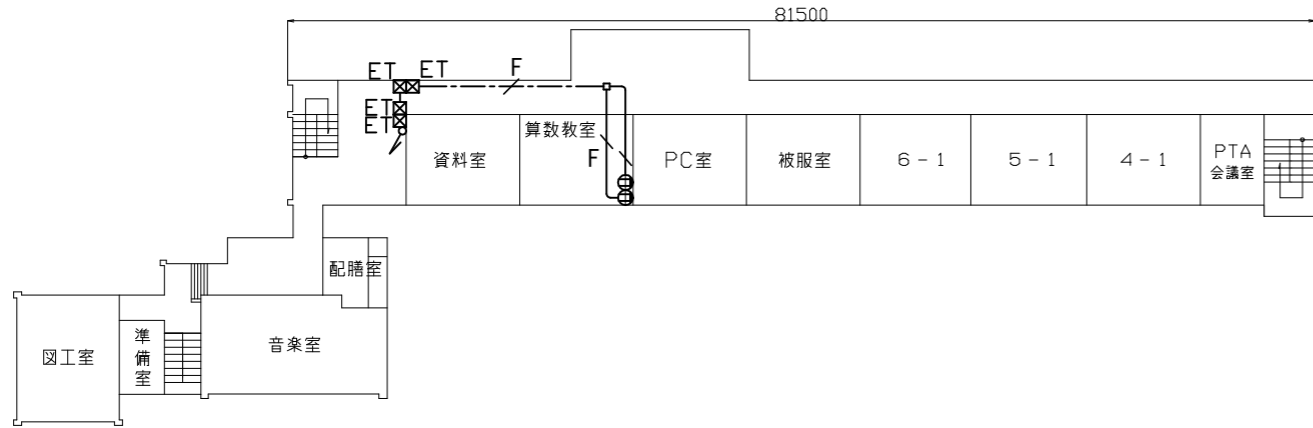 81500
ET ET F
ET
ET
算数教室
F
資料室
PC室
被服室
6-1
5-1
4-1
PTA
会議室
配膳室
図工室
準備室
音楽室